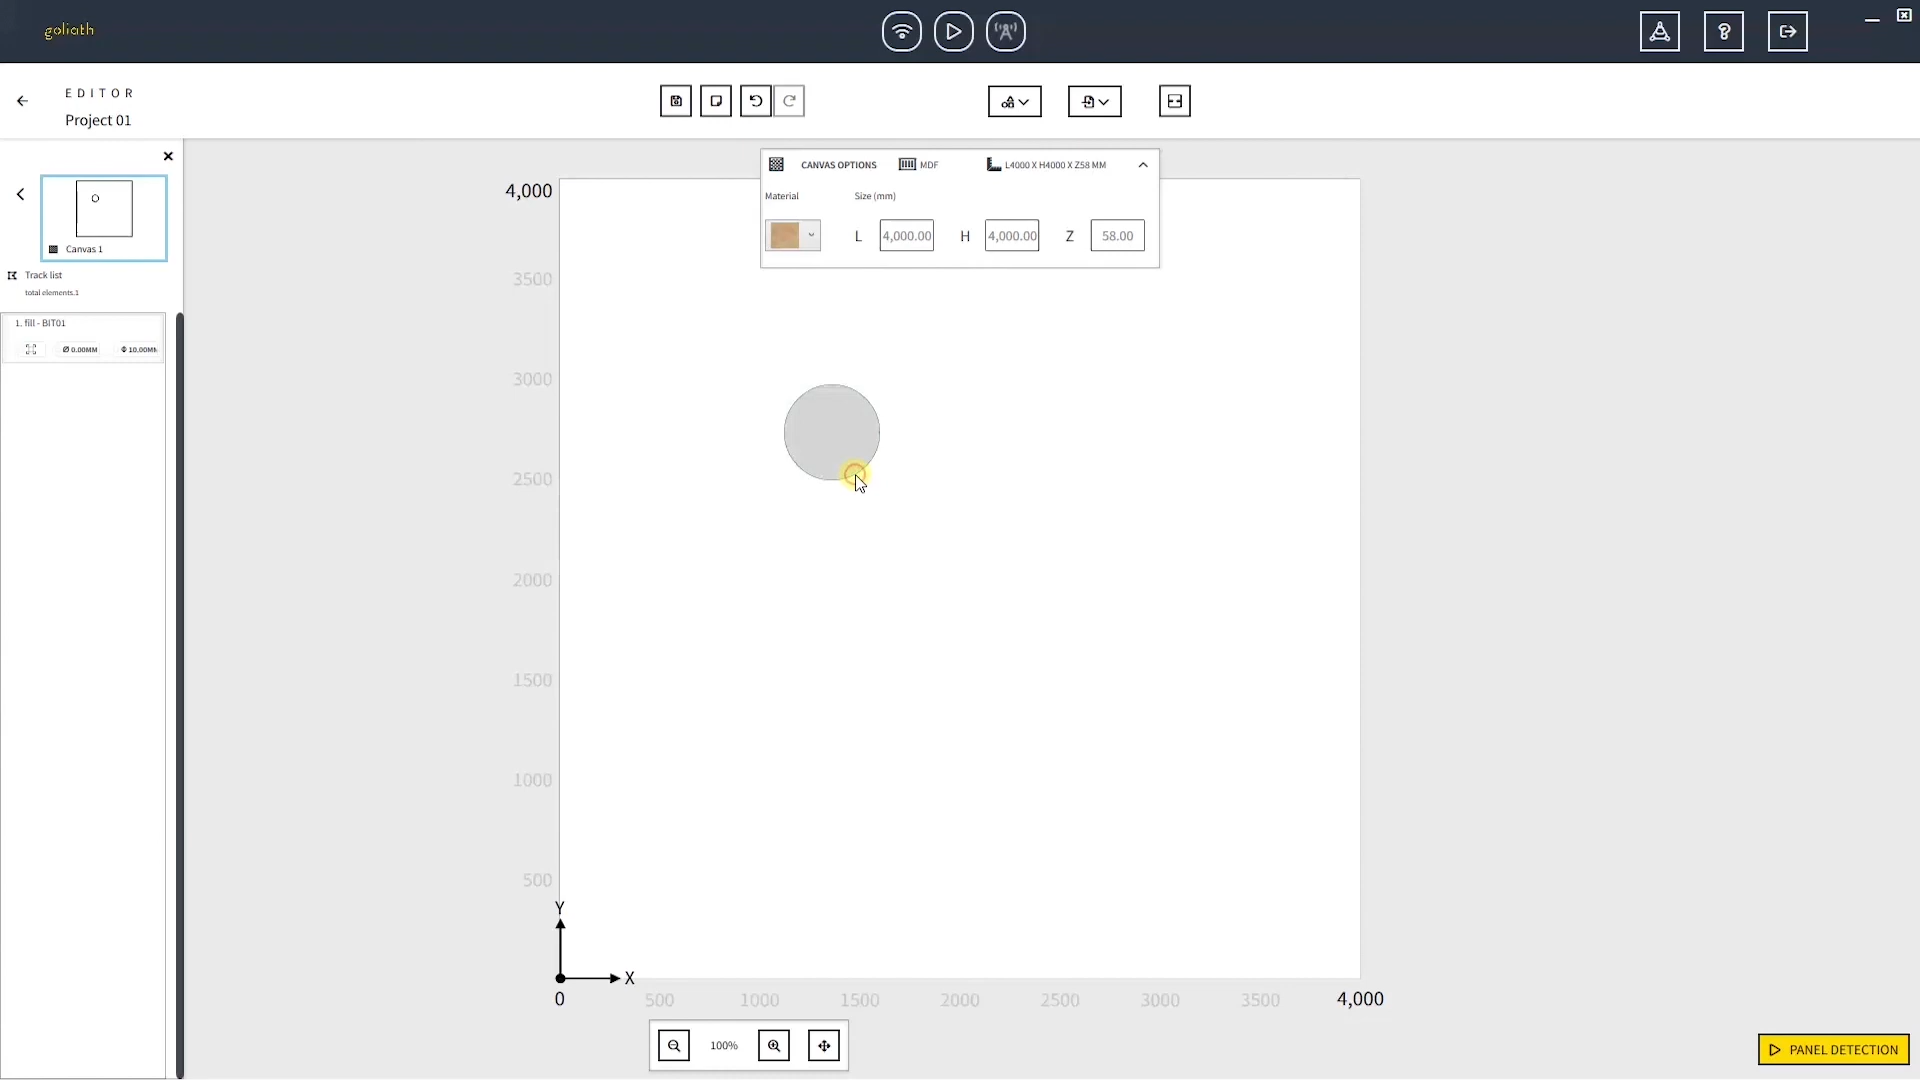 goliath
EDITOR
Project 01
CANVAS OPTIONS
MDF
L4000 X H4000 X Z58 MM
Material
Size (mm)
L
4,000.00
H
4,000.00
Z
58.00
Canvas 1
Track list
total elements.1
1. fill - BIT01
Ø 0.00MM
10.00MM
4,000
3500
3000
2500
2000
1500
1000
500
Y
X
0
500
1000
1500
2000
2500
3000
3500
4,000
100%
PANEL DETECTION